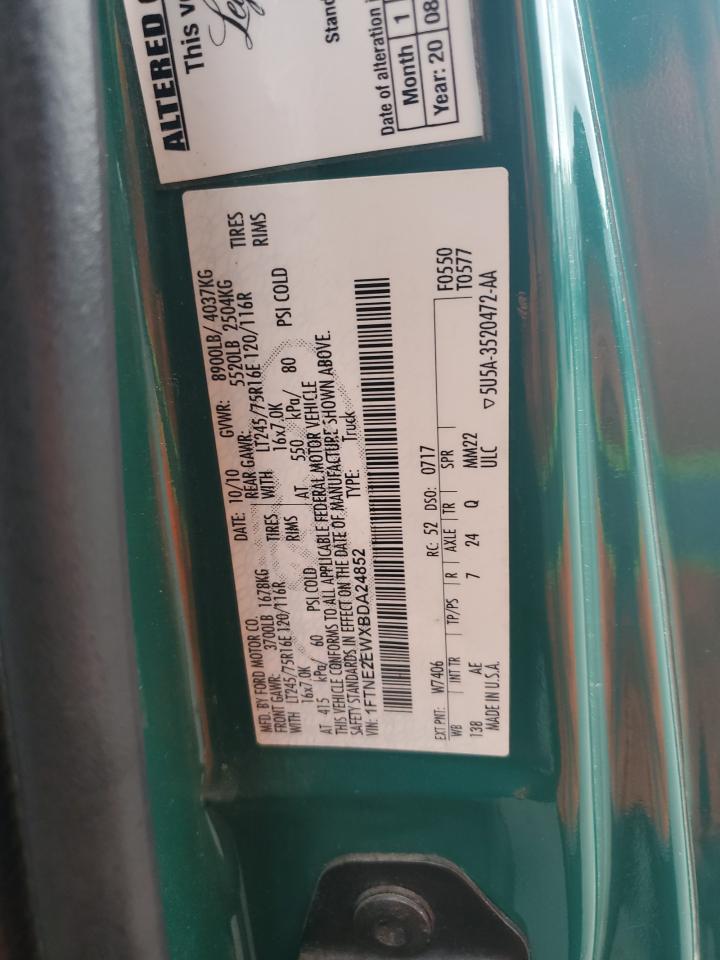 ALTERED
This v
Leg
Stand
Date of alteration
Month 1
Year: 20 08
MFD. BY FORD MOTOR CO.
DATE: 10/10 GVWR: 8900LB/ 4037KG
FRONT GAWR: 3700LB 1678KG REAR GAWR: 5520LB 2504KG
WITH LT245/75R16E 120/116R TIRES WITH LT245/75R16E 120/116R TIRES
16x7.0K RIMS 16x7.0K RIMS
AT 415 kPa/ 60 PSI COLD AT 550 kPa/ 80 PSI COLD
THIS VEHICLE CONFORMS TO ALL APPLICABLE FEDERAL MOTOR VEHICLE
SAFETY STANDARDS IN EFFECT ON THE DATE OF MANUFACTURE SHOWN ABOVE.
VIN: 1FTNE2EWXBDA24852 TYPE: Truck
EXT PNT: W7406 RC: 52 DSO: 0717 F0550
WB INT TR TP/PS R AXLE TR SPR T0577
138 AE 7 24 Q MM22
MADE IN U.S.A. ULC ▽5U5A-3520472-AA